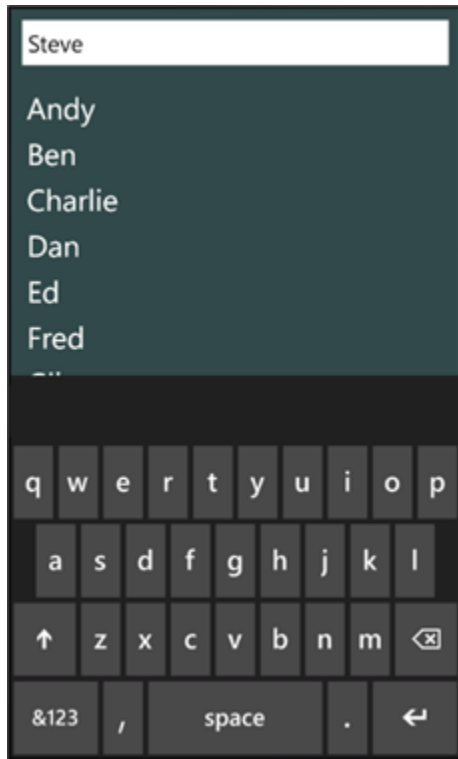 Steve
Andy
Ben
Charlie
Dan
Ed
Fred
q w e r t y u i o p
a s d f g h j k l
z x c v b n m
&123 , space .